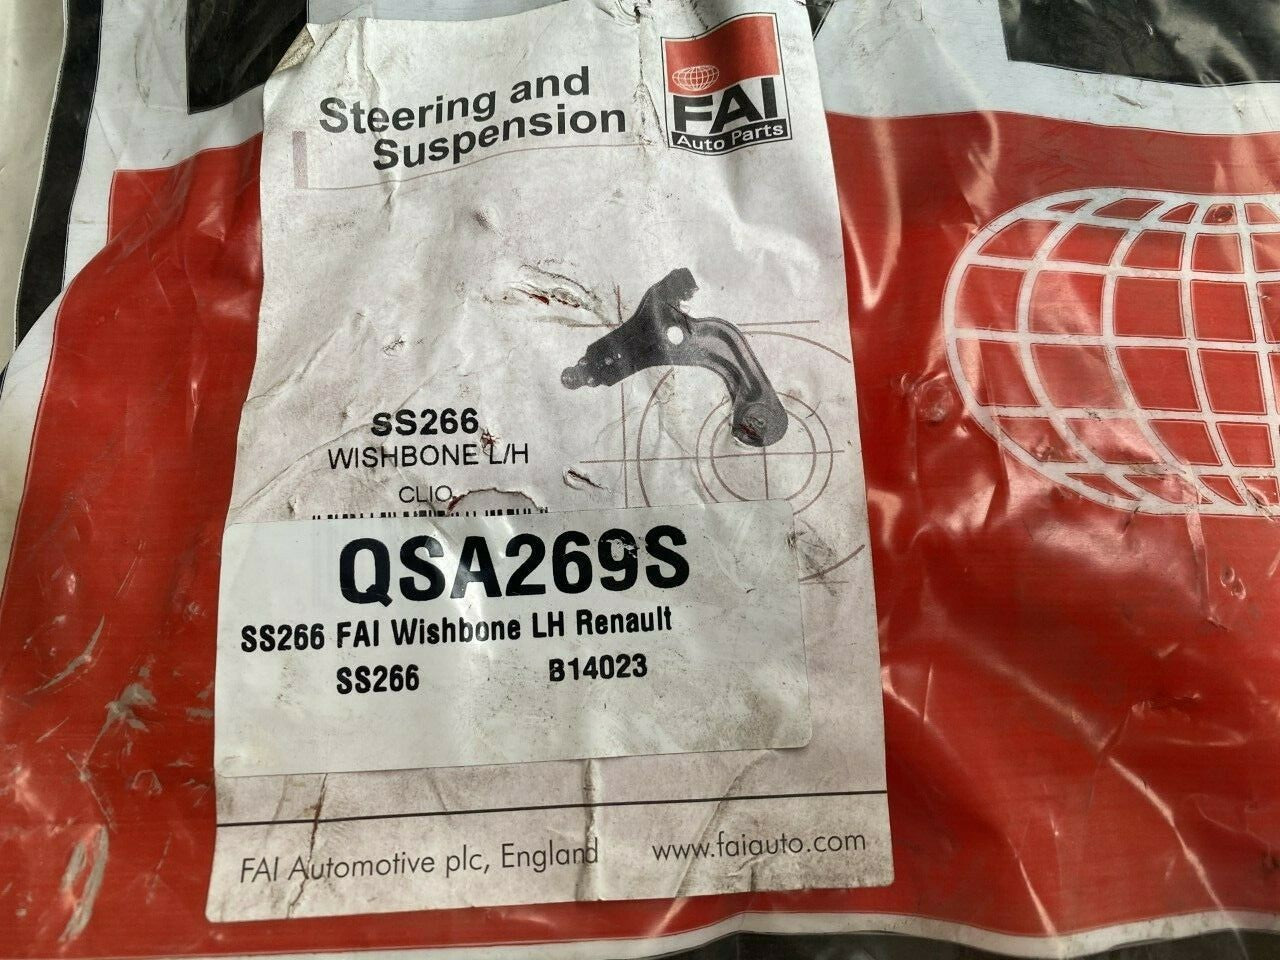 Steering and
Suspension
FAI
Auto Parts
SS266
WISHBONE L/H
CLIO
QSA269S
SS266 FAI Wishbone LH Renault
SS266 B14023
FAI Automotive plc, England www.faiauto.com